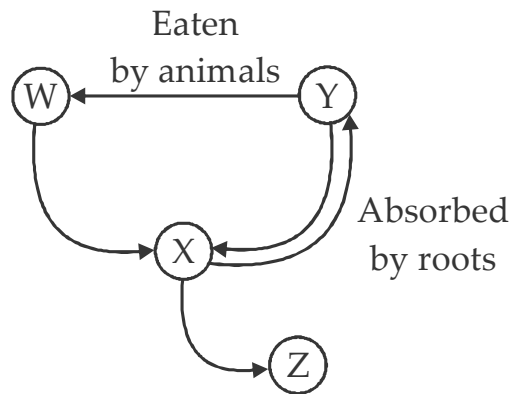 Eaten
by animals
W
Y
X
Absorbed
by roots
Z